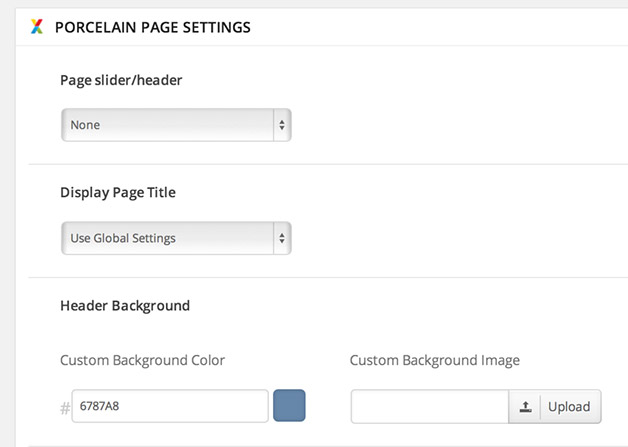 PORCELAIN PAGE SETTINGS
Page slider/header
None
Display Page Title
Use Global Settings
Header Background
Custom Background Color Custom Background Image
# 6787A8 Upload